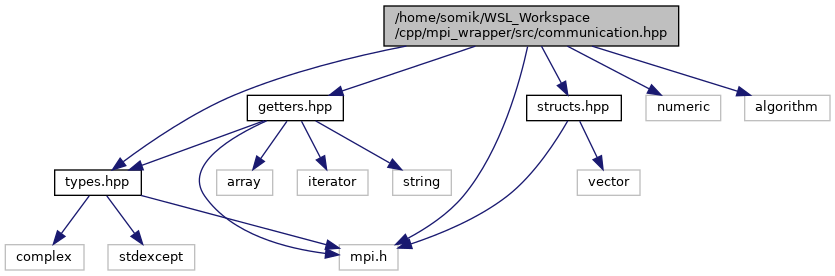 /home/somik/WSL_Workspace
/cpp/mpi_wrapper/src/communication.hpp
getters.hpp
structs.hpp
numeric
algorithm
types.hpp
array
iterator
string
vector
complex
stdexcept
mpi.h